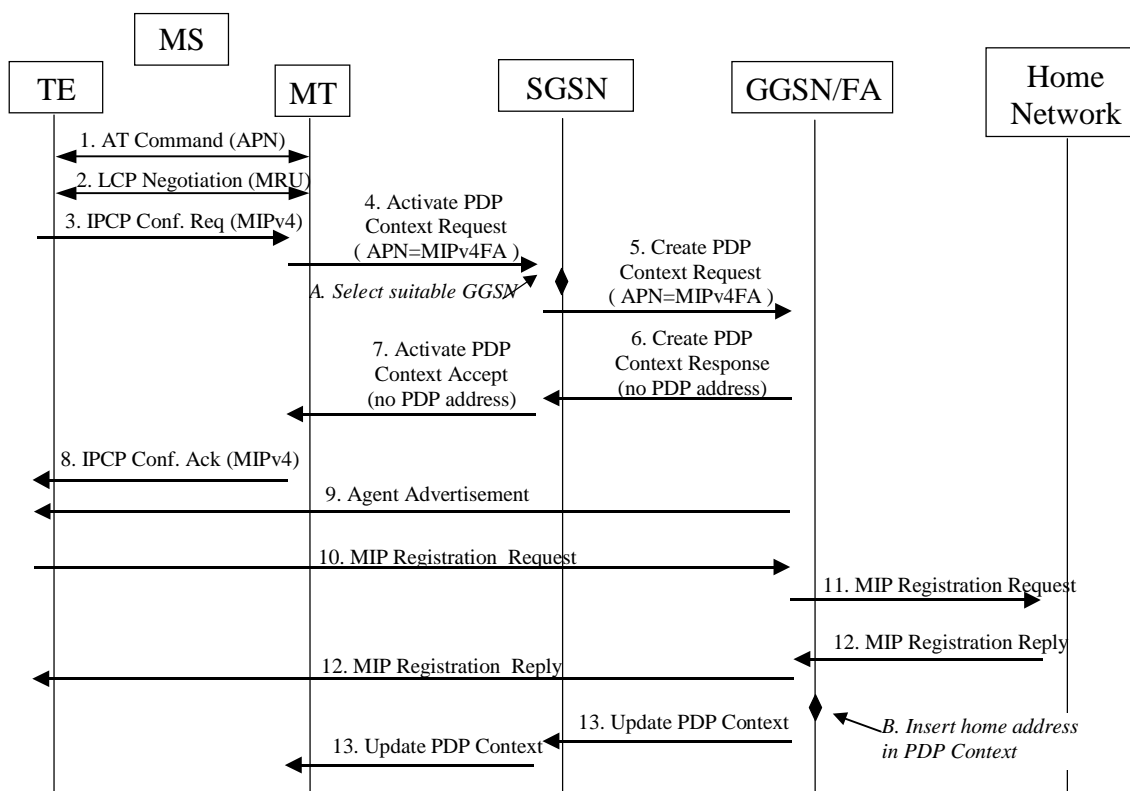 MS
TE
MT
SGSN
GGSN/FA
Home
Network
1. AT Command (APN)
2. LCP Negotiation (MRU)
3. IPCP Conf. Req (MIPv4)
4. Activate PDP
Context Request
( APN=MIPv4FA )
A. Select suitable GGSN
5. Create PDP
Context Request
( APN=MIPv4FA )
6. Create PDP
Context Response
(no PDP address)
7. Activate PDP
Context Accept
(no PDP address)
8. IPCP Conf. Ack (MIPv4)
9. Agent Advertisement
10. MIP Registration Request
11. MIP Registration Request
12. MIP Registration Reply
12. MIP Registration Reply
13. Update PDP Context
B. Insert home address
in PDP Context
13. Update PDP Context